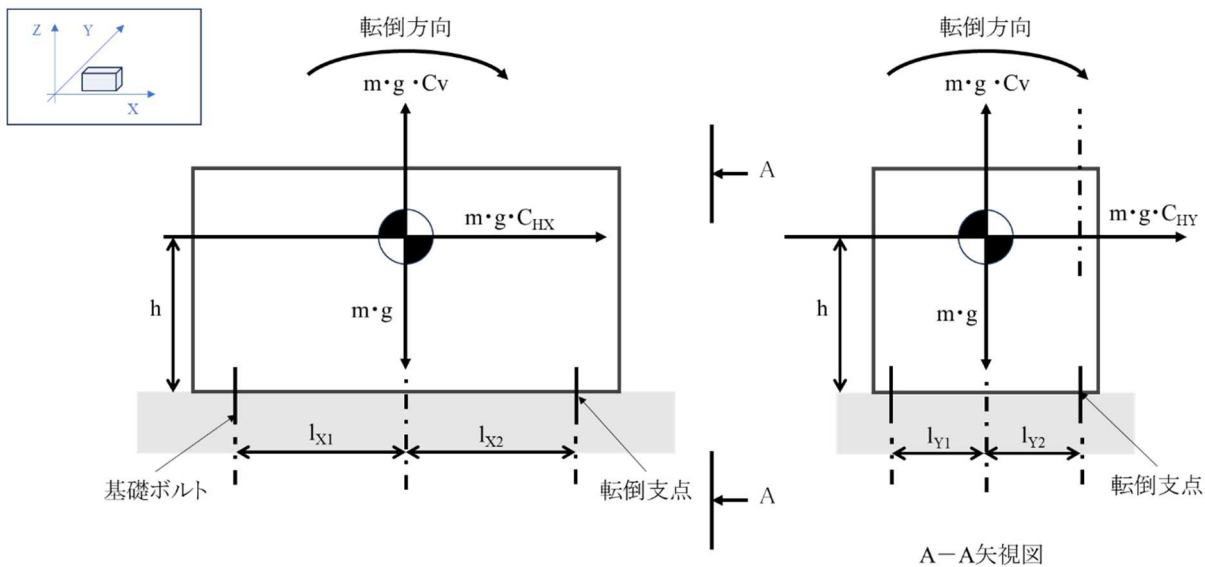 Z
Y
X
転倒方向
m・g・Cv
m・g・C_HX
m・g
h
l_X1
l_X2
基礎ボルト
転倒支点
A
A
転倒方向
m・g・Cv
m・g・C_HY
m・g
h
l_Y1
l_Y2
転倒支点
A－A矢視図